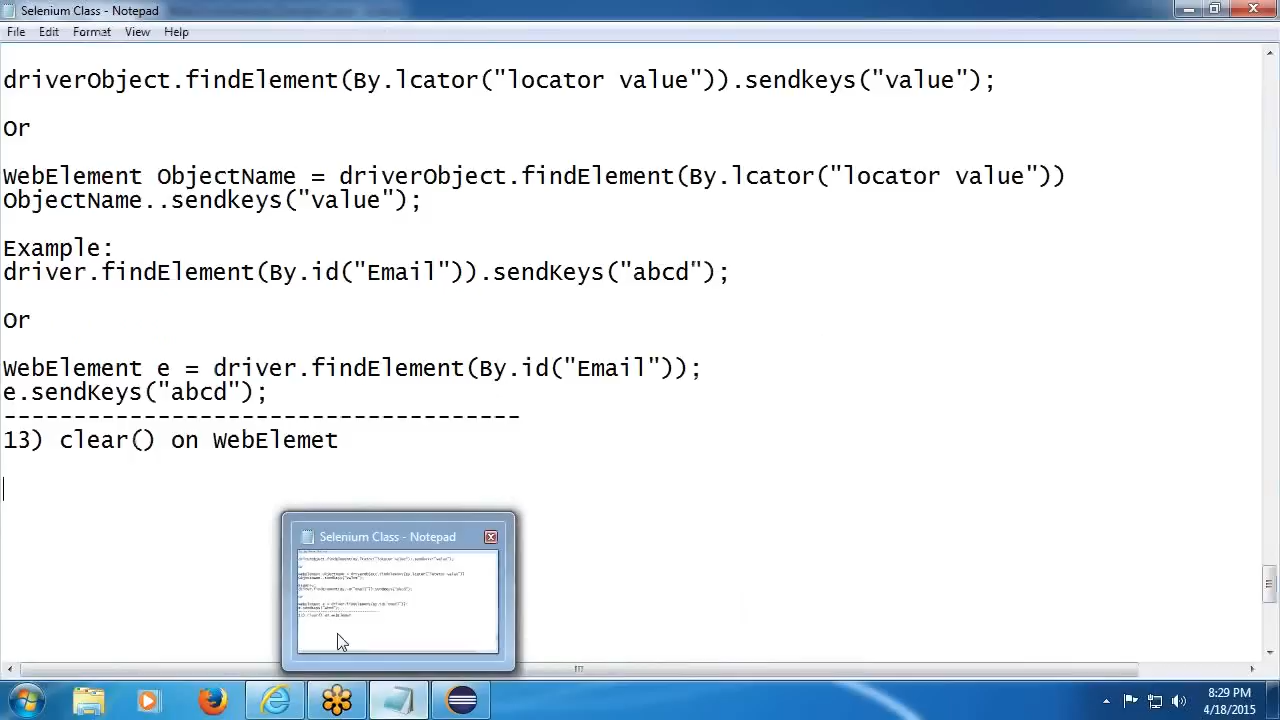 Selenium Class - Notepad
File Edit Format View Help
driverObject.findElement(By.lcator("locator value")).sendkeys("value");
Or
WebElement ObjectName = driverObject.findElement(By.lcator("locator value"))
ObjectName..sendkeys("value");
Example:
driver.findElement(By.id("Email")).sendKeys("abcd");
Or
WebElement e = driver.findElement(By.id("Email"));
e.sendKeys("abcd");
-------------------------------------
13) clear() on WebElemet
Selenium Class - Notepad
8:29 PM
4/18/2015